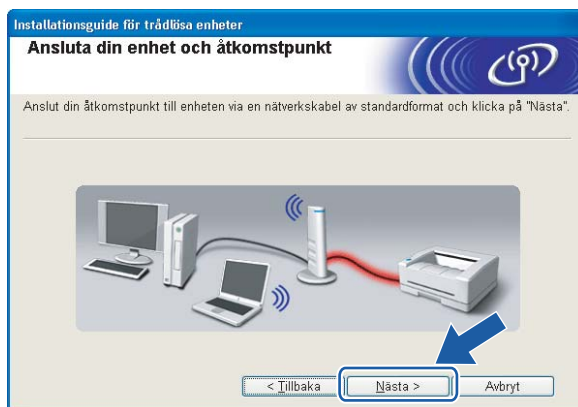 Installationsguide för trådlösa enheter
Ansluta din enhet och åtkomstpunkt
Anslut din åtkomstpunkt till enheten via en nätverskabel av standardformat och klicka på "Nästa".
< Tillbaka
Nästa >
Avbryt